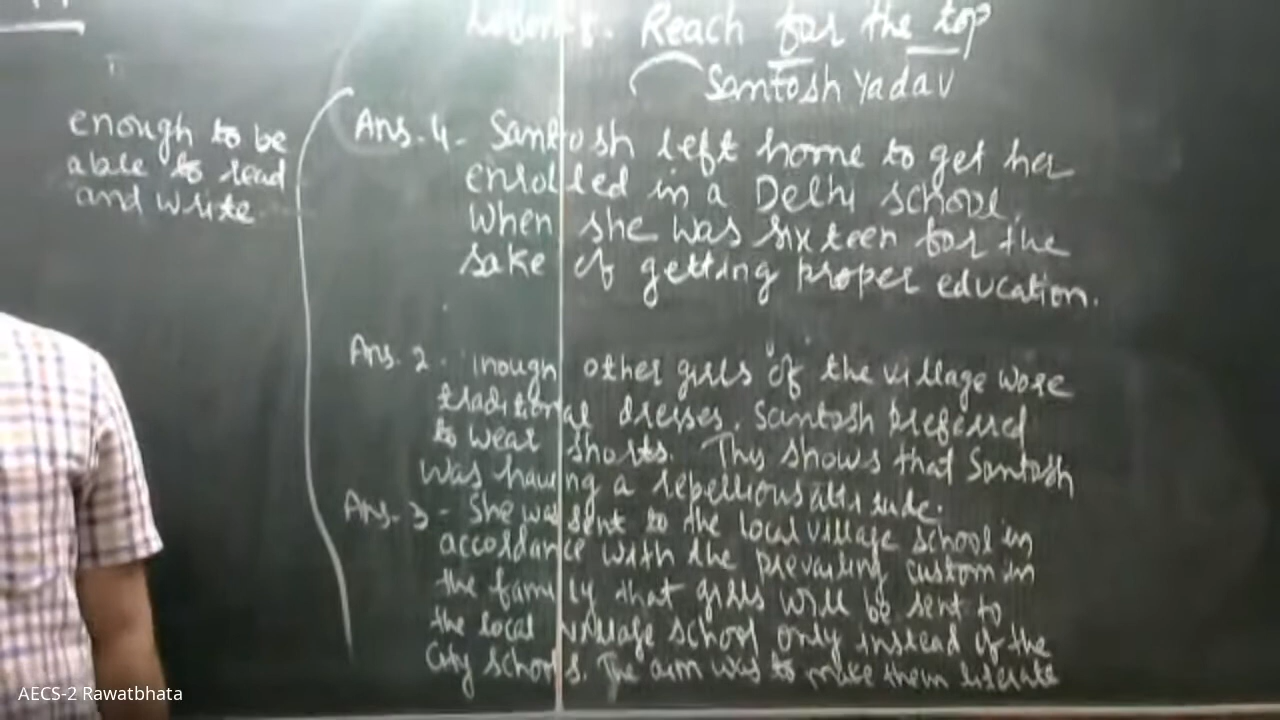 Lesson 8. Reach for the top
Santosh Yadav
Ans. 4 - Santosh left home to get her
enrolled in a Delhi school.
When she was sixteen for the
sake of getting proper education.
Ans. 2 - Though other girls of the village wore
traditional dresses. Santosh preferred
to wear shorts. This shows that Santosh
was having a rebellious attitude.
Ans. 3 - She was sent to the local village school in
accordance with the prevailing custom in
the family that girls will be sent to
the local village school only instead of the
City schools. The aim was to make them literate
enough to be
able to read
and write
AECS-2 Rawatbhata